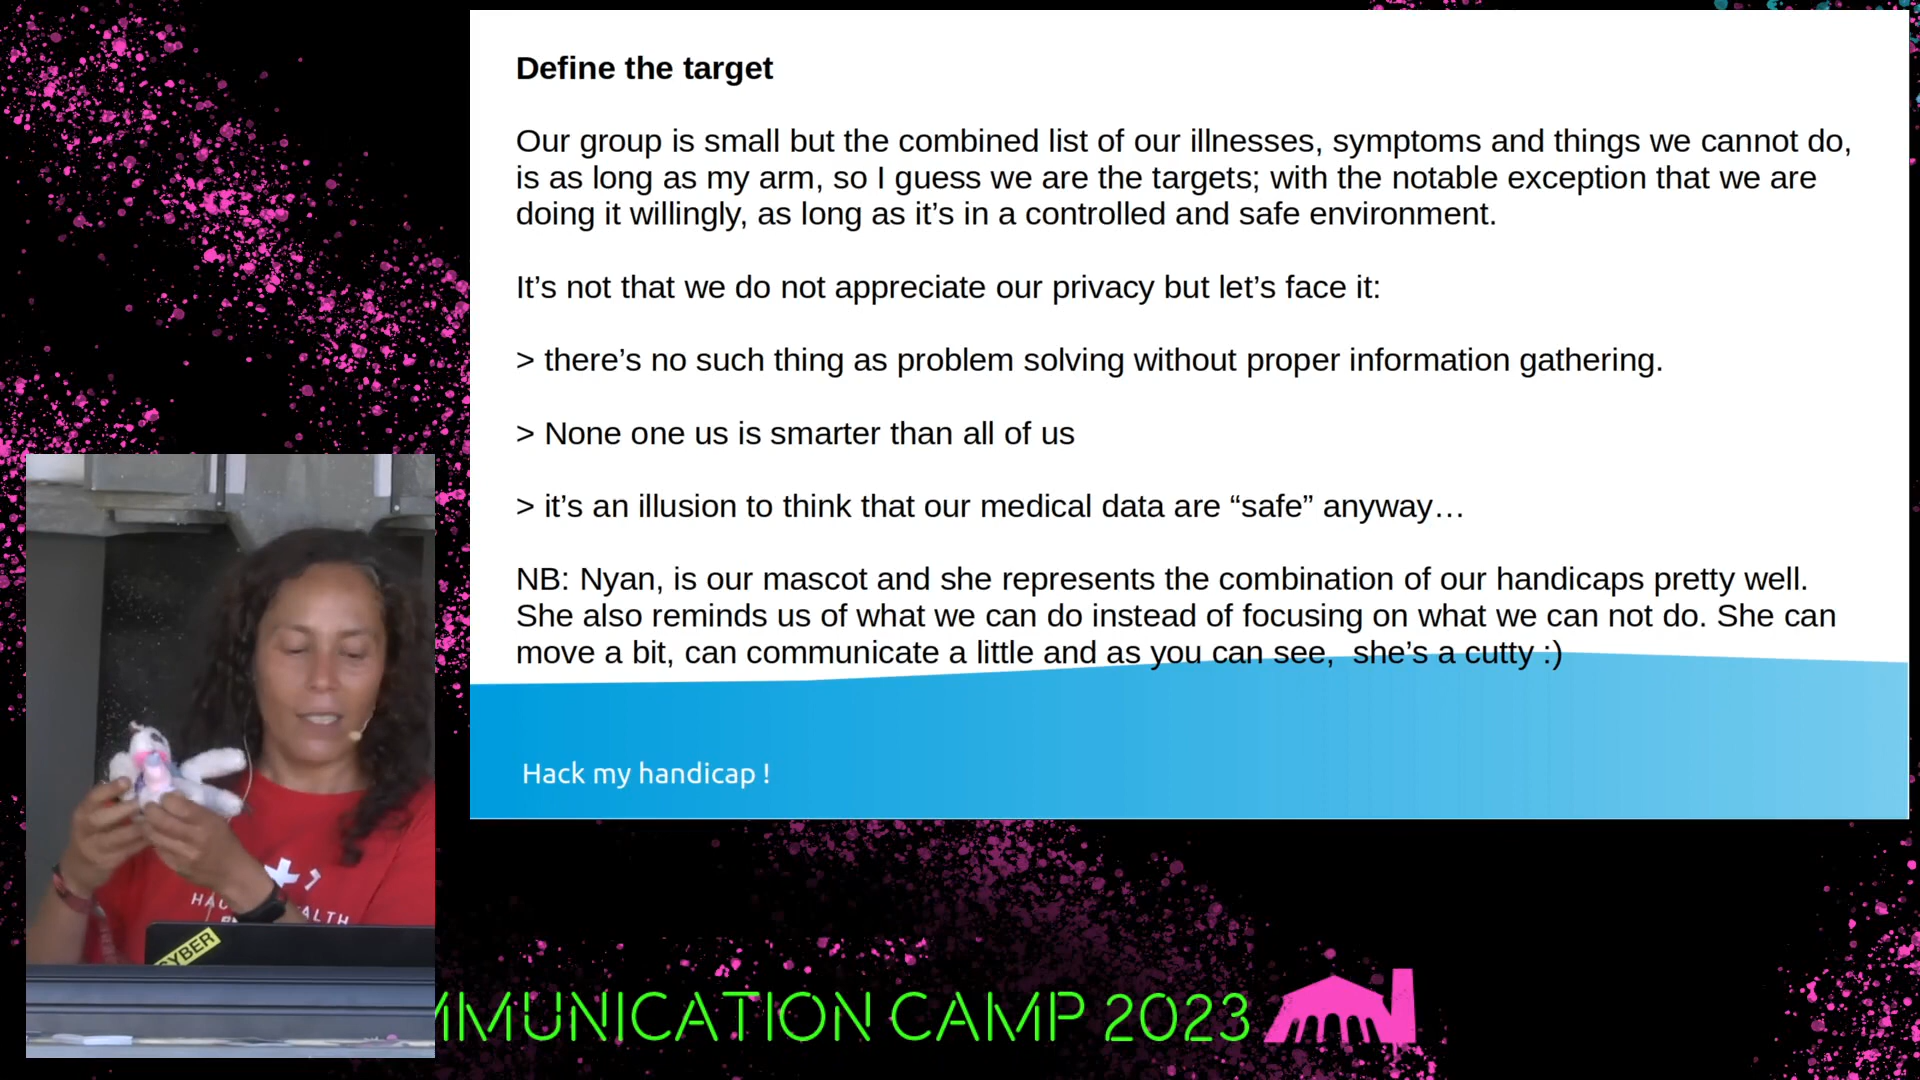 Define the target
Our group is small but the combined list of our illnesses, symptoms and things we cannot do,
is as long as my arm, so I guess we are the targets; with the notable exception that we are
doing it willingly, as long as it’s in a controlled and safe environment.
It’s not that we do not appreciate our privacy but let’s face it:
> there’s no such thing as problem solving without proper information gathering.
> None one us is smarter than all of us
> it’s an illusion to think that our medical data are “safe” anyway…
NB: Nyan, is our mascot and she represents the combination of our handicaps pretty well.
She also reminds us of what we can do instead of focusing on what we can not do. She can
move a bit, can communicate a little and as you can see,  she’s a cutty :)
Hack my handicap !
CYBER
MMUNICATION CAMP 2023